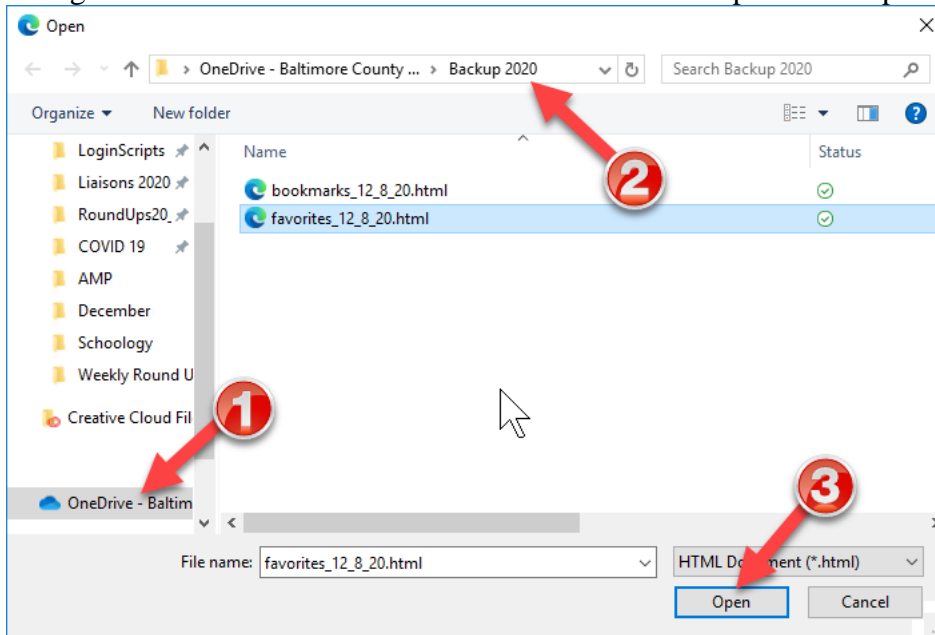 Open
OneDrive - Baltimore County ... › Backup 2020
Search Backup 2020
Organize
New folder
Name
Status
LoginScripts
Liaisons 2020
RoundUps20_
COVID 19
AMP
December
Schoology
Weekly Round U
Creative Cloud Fil
OneDrive - Baltim
bookmarks_12_8_20.html
favorites_12_8_20.html
2
1
3
File name:
favorites_12_8_20.html
HTML Document (*.html)
Open
Cancel